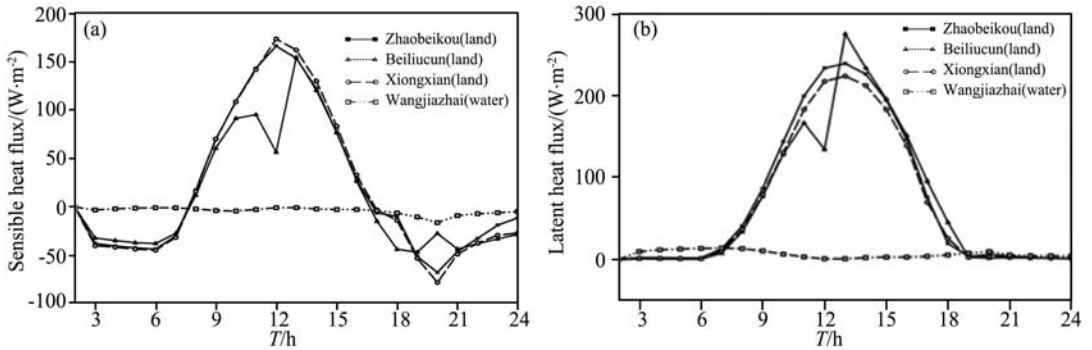 (a)
Zhaobeikou(land)
Beiliucun(land)
Xiongxian(land)
Wangjiazhai(water)
Sensible heat flux/(W·m⁻²)
200
150
100
50
0
-50
-100
3 6 9 12 15 18 21 24
T/h
(b)
Zhaobeikou(land)
Beiliucun(land)
Xiongxian(land)
Wangjiazhai(water)
Latent heat flux/(W·m⁻²)
300
200
100
0
3 6 9 12 15 18 21 24
T/h